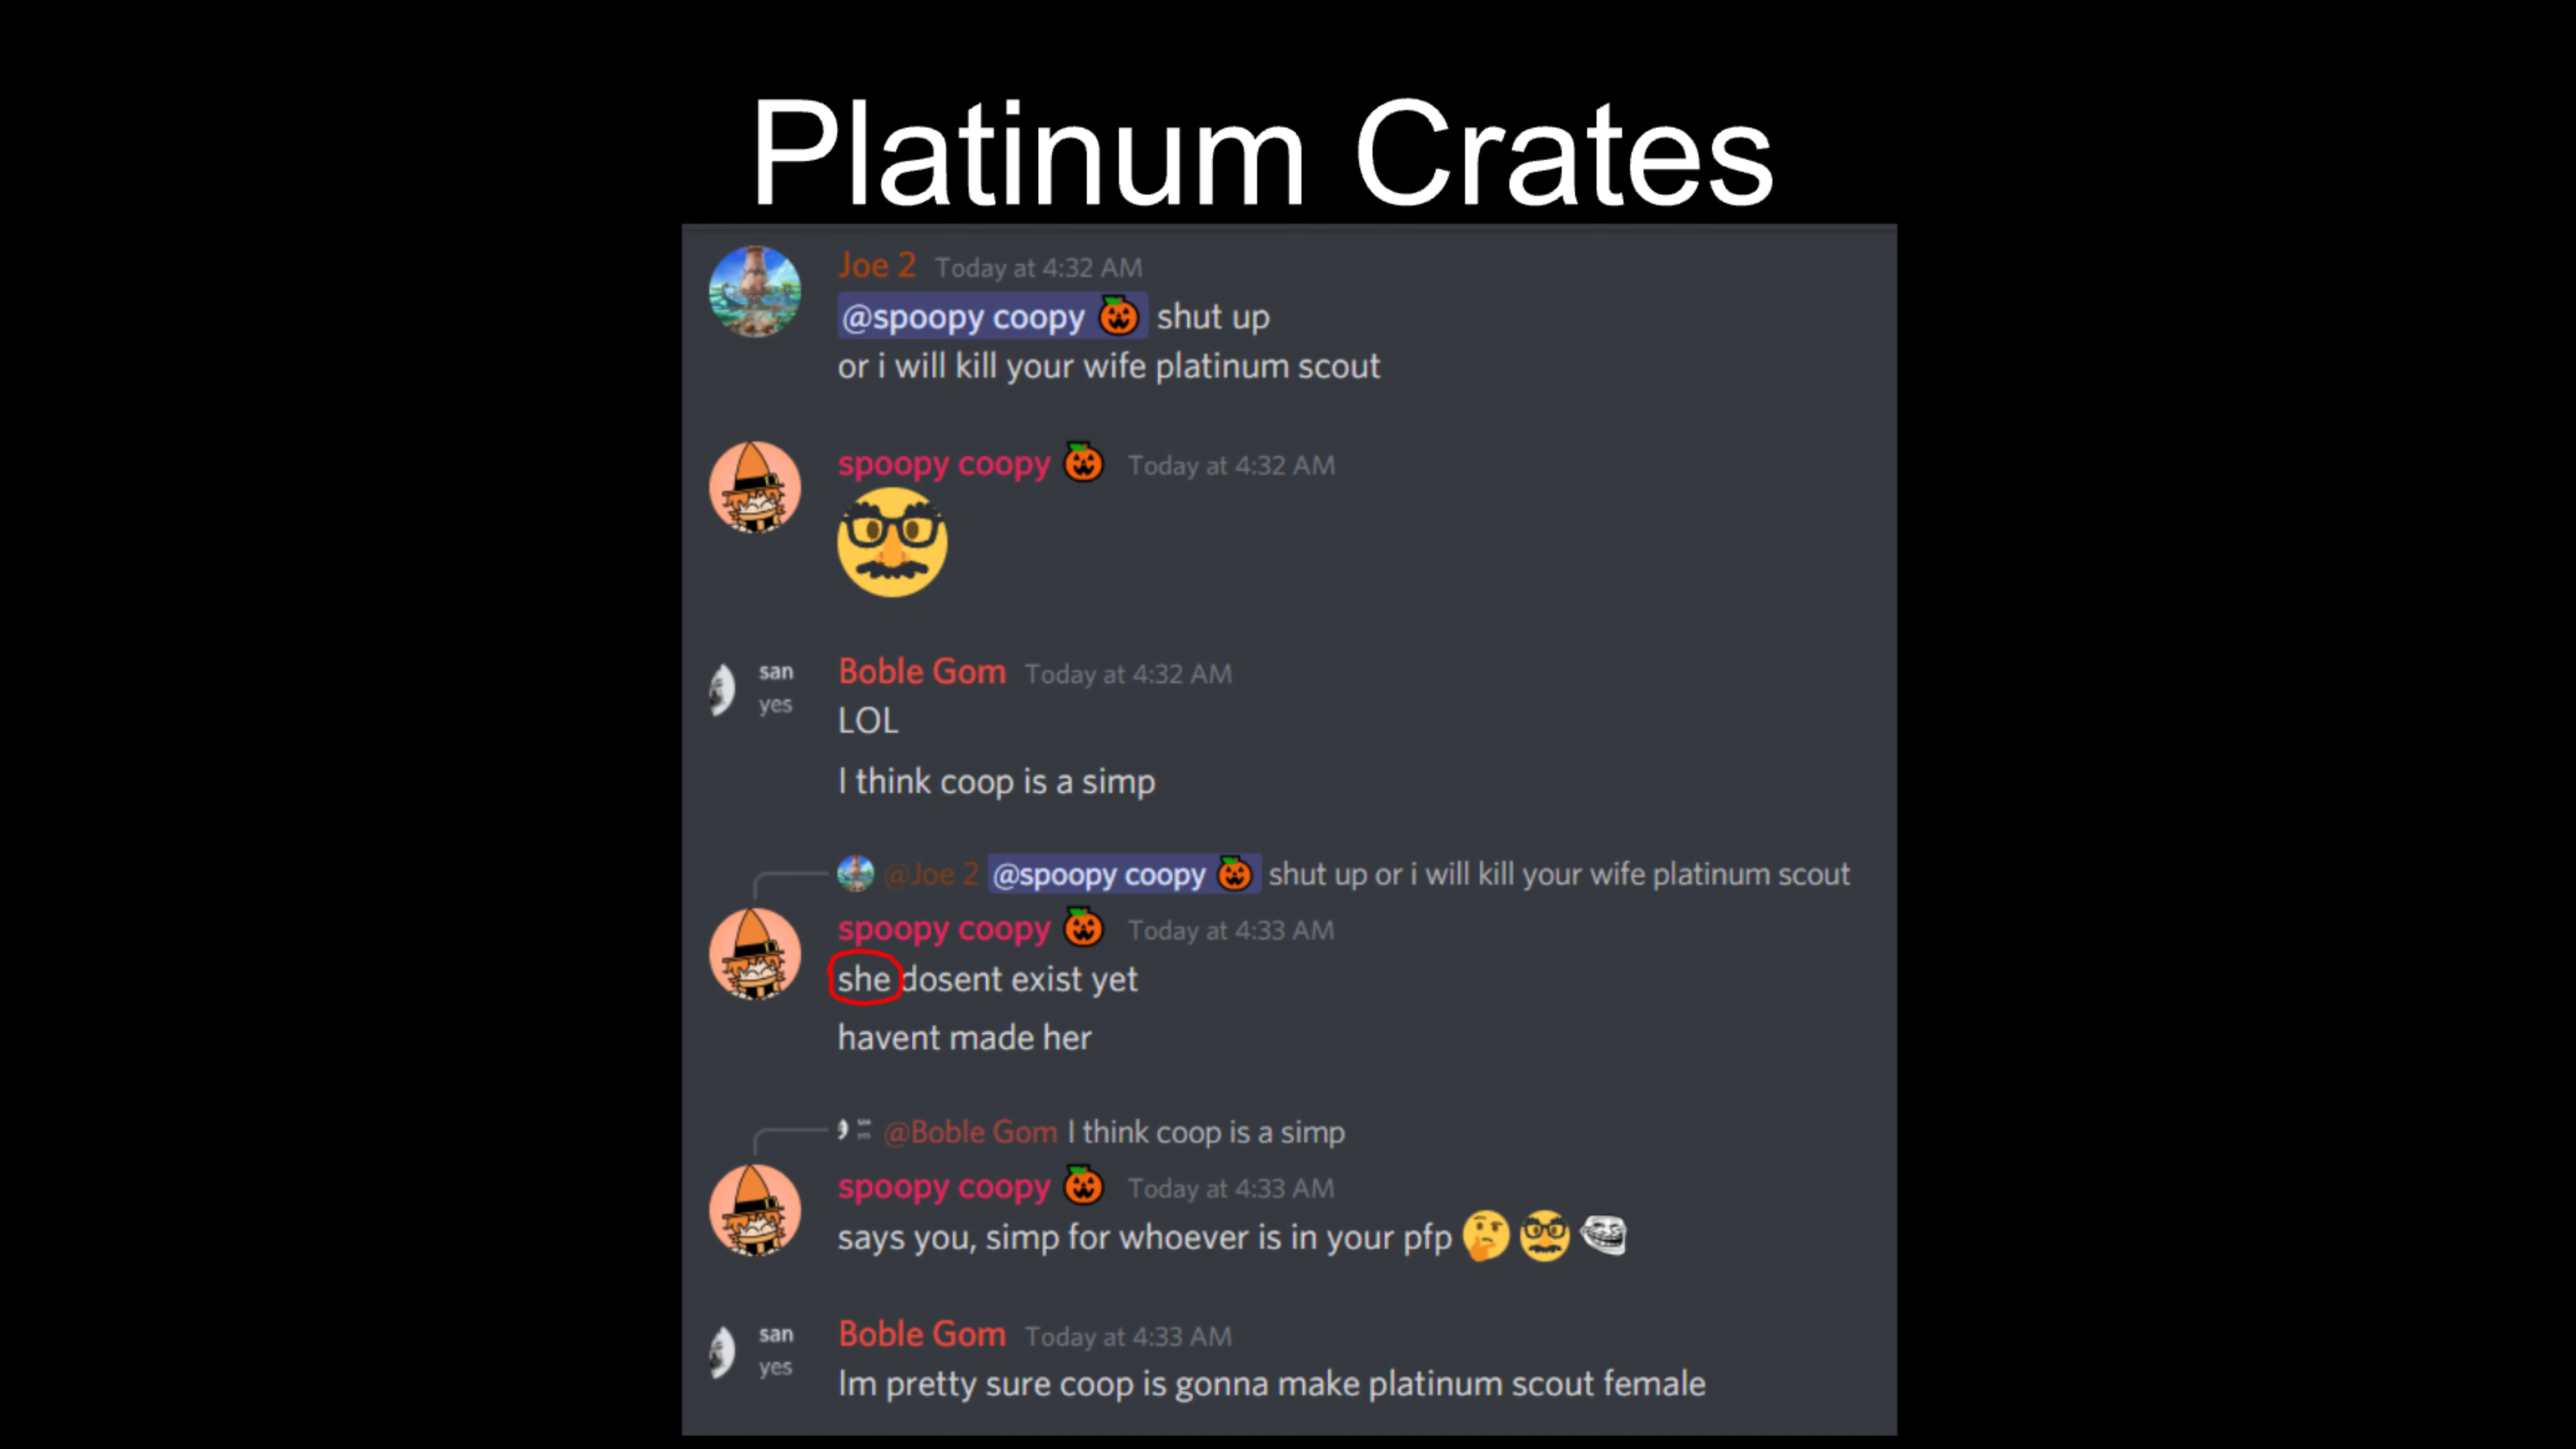 Platinum Crates
Joe 2 Today at 4:32 AM
@spoopy coopy 🎃 shut up
or i will kill your wife platinum scout
spoopy coopy 🎃 Today at 4:32 AM
🥸
san
yes
Boble Gom Today at 4:32 AM
LOL
I think coop is a simp
@Joe 2 @spoopy coopy 🎃 shut up or i will kill your wife platinum scout
spoopy coopy 🎃 Today at 4:33 AM
she dosent exist yet
havent made her
@Boble Gom I think coop is a simp
spoopy coopy 🎃 Today at 4:33 AM
says you, simp for whoever is in your pfp 🤔 🥸
san
yes
Boble Gom Today at 4:33 AM
Im pretty sure coop is gonna make platinum scout female